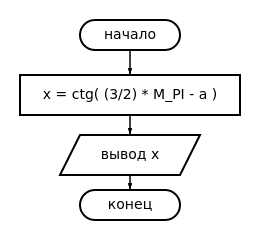 начало
x = ctg( (3/2) * M_PI - a )
вывод x
конец